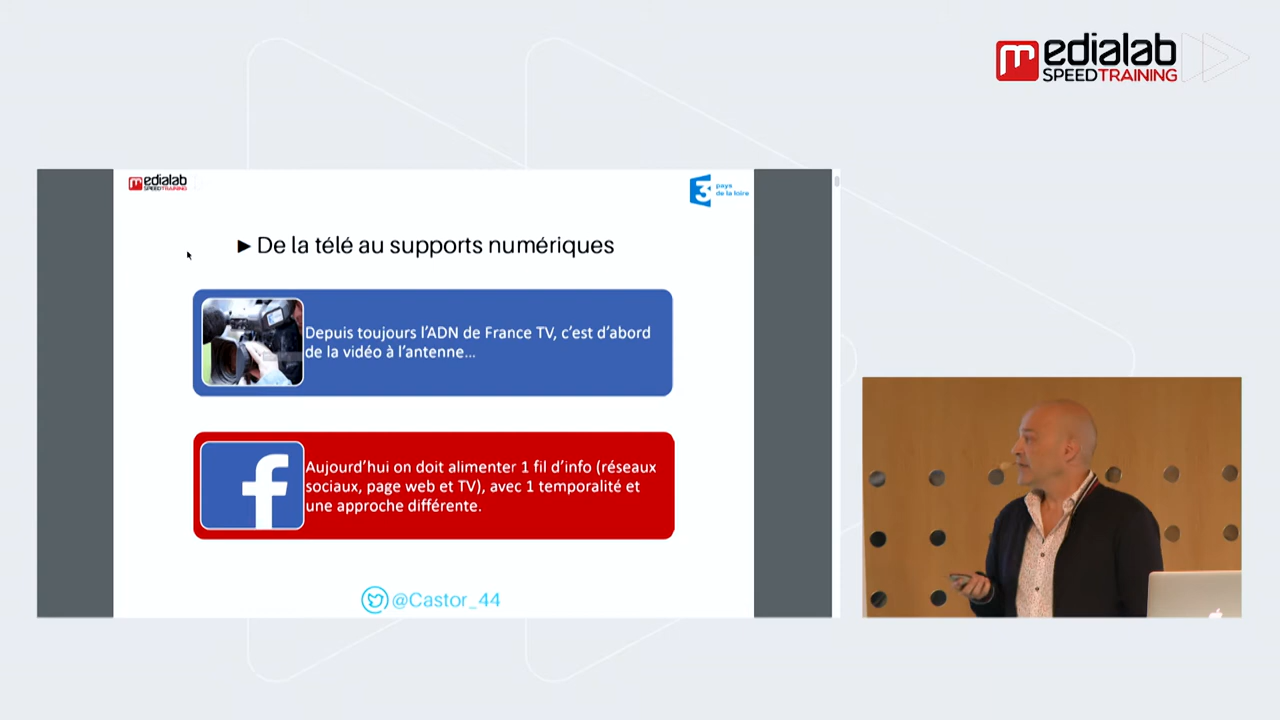 medialab
SPEEDTRAINING
medialab
SPEEDTRAINING
3 pays
de la loire
► De la télé au supports numériques
Depuis toujours l'ADN de France TV, c'est d'abord
de la vidéo à l'antenne...
Aujourd'hui on doit alimenter 1 fil d'info (réseaux
sociaux, page web et TV), avec 1 temporalité et
une approche différente.
@Castor_44